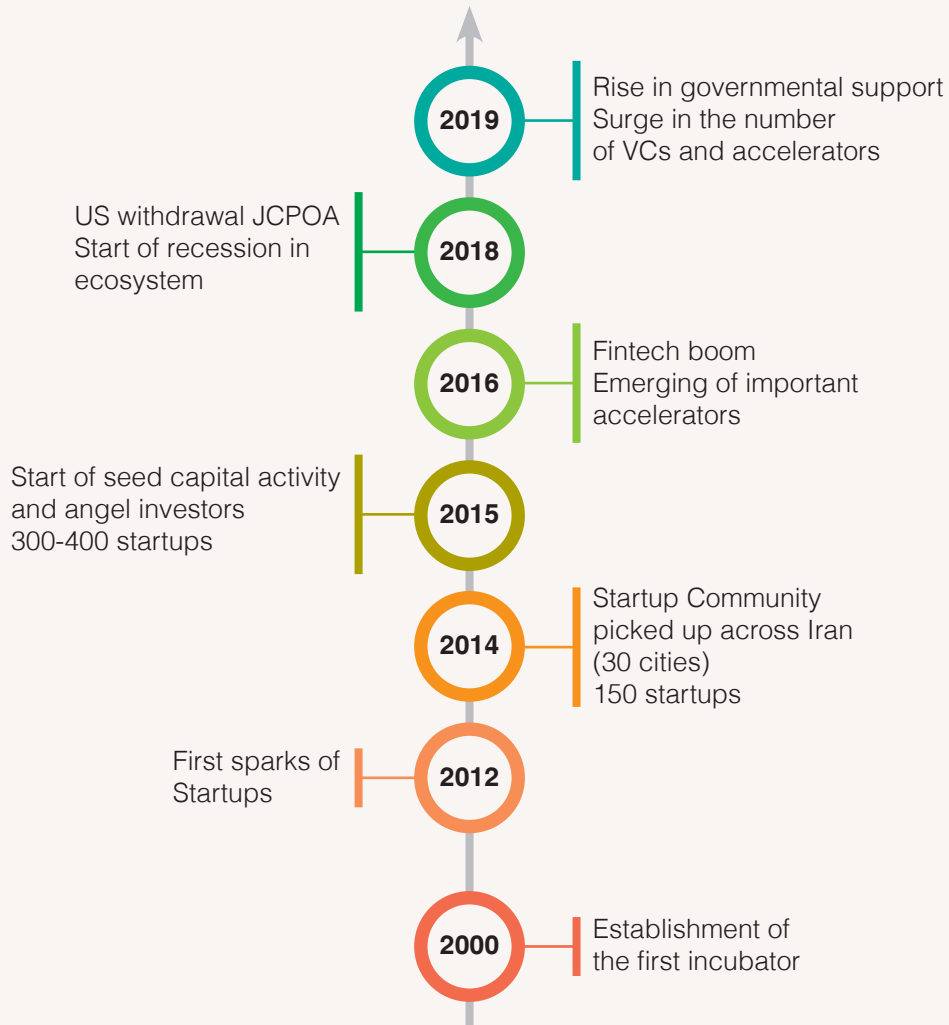 2019
Rise in governmental support
Surge in the number
of VCs and accelerators
US withdrawal JCPOA
Start of recession in
ecosystem
2018
2016
Fintech boom
Emerging of important
accelerators
Start of seed capital activity
and angel investors
300-400 startups
2015
2014
Startup Community
picked up across Iran
(30 cities)
150 startups
First sparks of
Startups
2012
2000
Establishment of
the first incubator